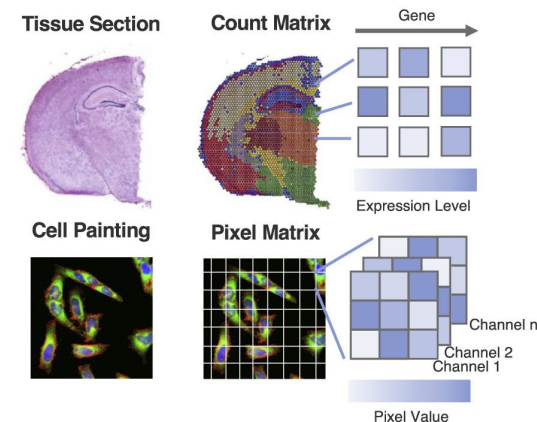 Tissue Section
Count Matrix
Gene
Expression Level
Cell Painting
Pixel Matrix
Channel n
Channel 2
Channel 1
Pixel Value